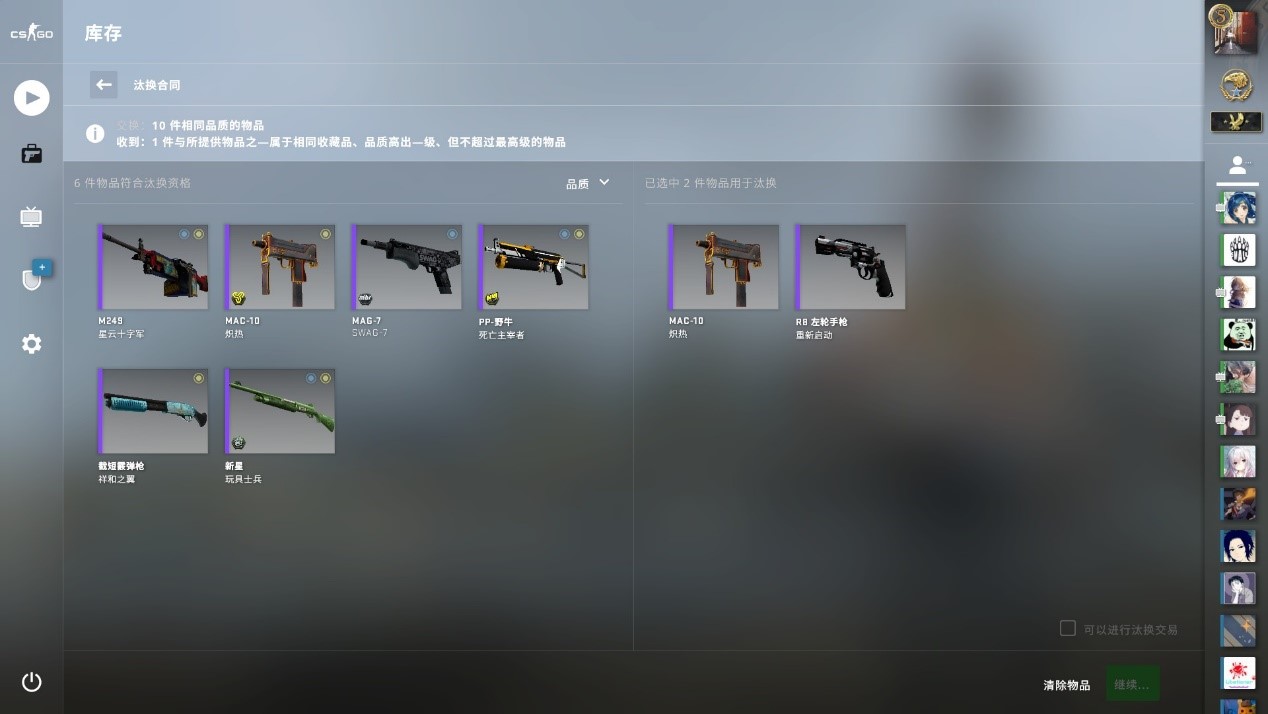 CS GO
库存
汰换合同
交换：10 件相同品质的物品
收到：1 件与所提供物品之一属于相同收藏品、品质高出一级、但不超过最高级的物品
6 件物品符合汰换资格
品质
已选中 2 件物品用于汰换
M249
星云十字军
MAC-10
炽热
MAG-7
SWAG-7
PP-野牛
死亡主宰者
MAC-10
炽热
R8 左轮手枪
重新启动
截短霰弹枪
祥和之翼
新星
玩具士兵
可以进行汰换交易
清除物品
继续...
5